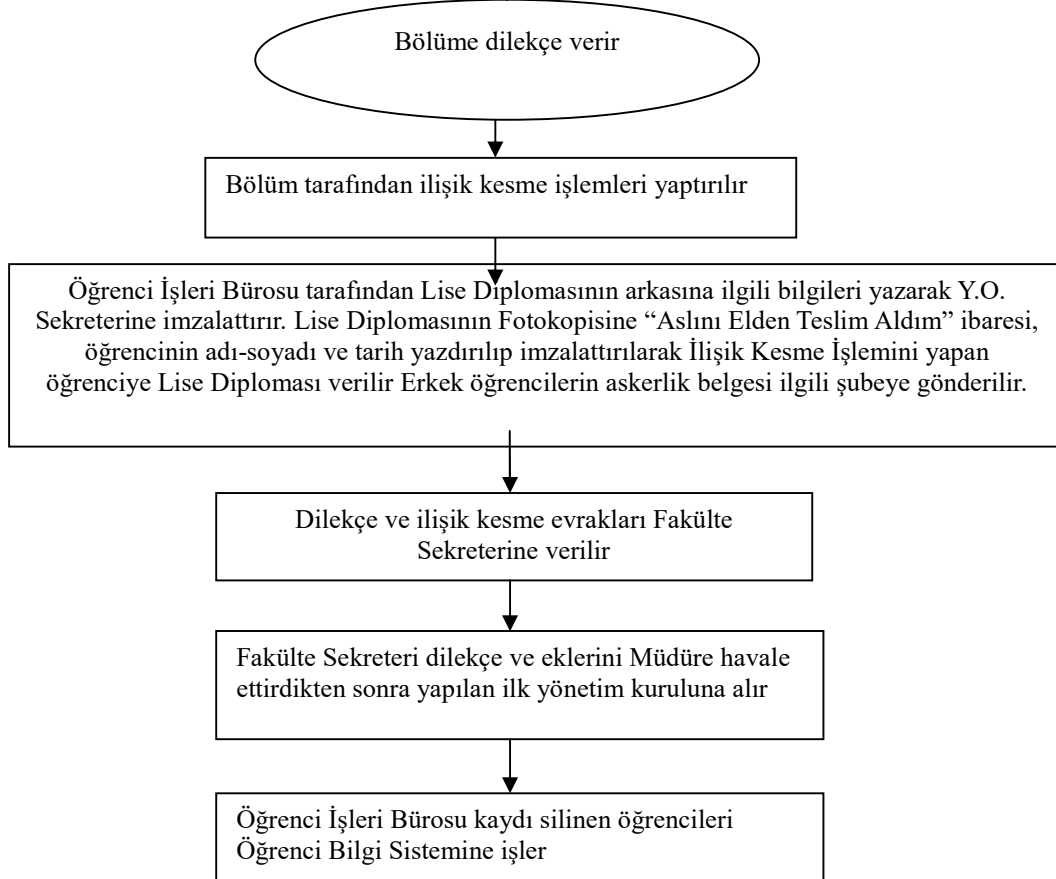 Bölüme dilekçe verir
Bölüm tarafından ilişik kesme işlemleri yaptırılır
Öğrenci İşleri Bürosu tarafından Lise Diplomasının arkasına ilgili bilgileri yazarak Y.O.
Sekreterine imzalattırır. Lise Diplomasının Fotokopisine “Aslını Elden Teslim Aldım” ibaresi,
öğrencinin adı-soyadı ve tarih yazdırılıp imzalattırılarak İlişik Kesme İşlemini yapan
öğrenciye Lise Diploması verilir Erkek öğrencilerin askerlik belgesi ilgili şubeye gönderilir.
Dilekçe ve ilişik kesme evrakları Fakülte
Sekreterine verilir
Fakülte Sekreteri dilekçe ve eklerini Müdüre havale
ettirdikten sonra yapılan ilk yönetim kuruluna alır
Öğrenci İşleri Bürosu kaydı silinen öğrencileri
Öğrenci Bilgi Sistemine işler